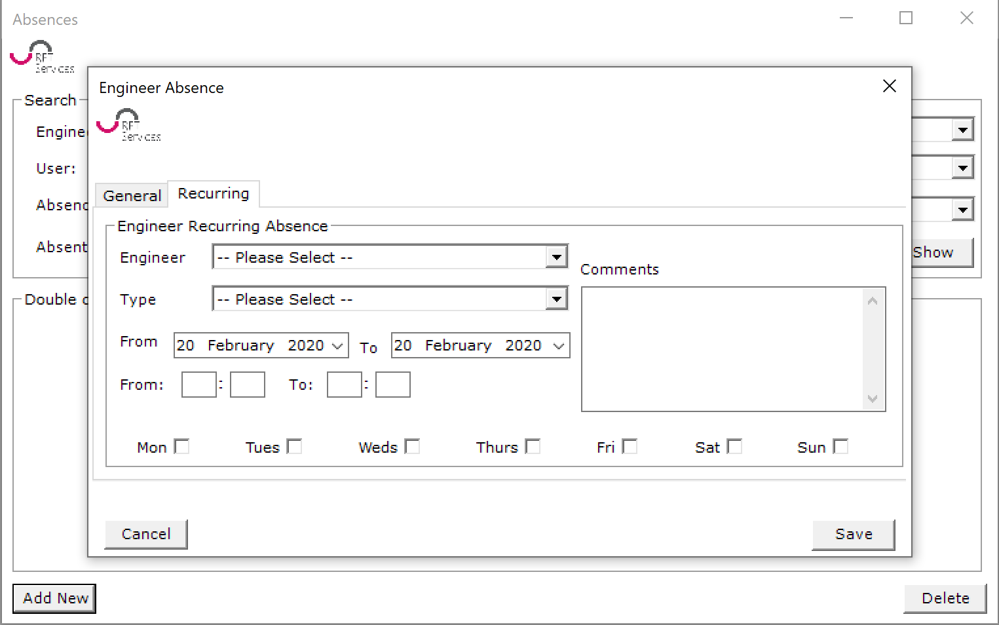 Absences
RFT
Services
Engineer Absence
RFT
Services
Search
Engine
User:
Absenc
Absent
Show
General
Recurring
Engineer Recurring Absence
Engineer
-- Please Select --
Comments
Type
-- Please Select --
From
20 February 2020
To
20 February 2020
From:
:
To:
:
Mon
Tues
Weds
Thurs
Fri
Sat
Sun
Double c
Cancel
Save
Add New
Delete